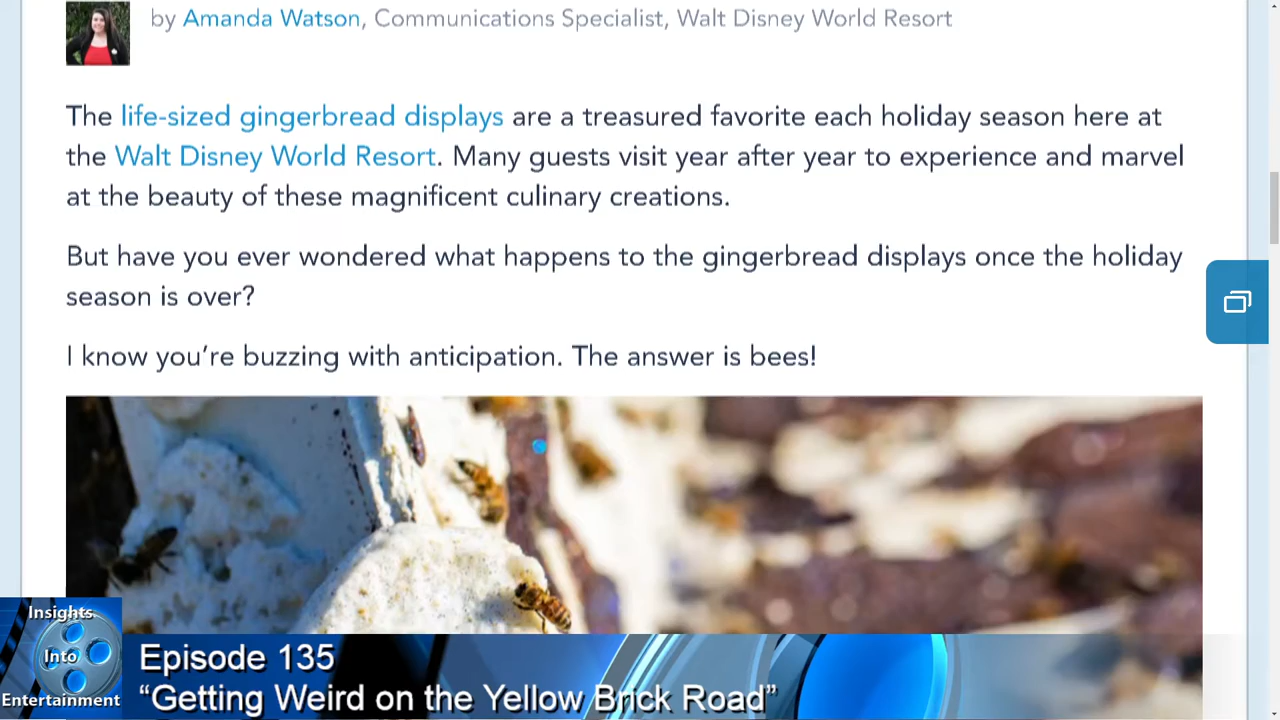 by Amanda Watson, Communications Specialist, Walt Disney World Resort
The life-sized gingerbread displays are a treasured favorite each holiday season here at
the Walt Disney World Resort. Many guests visit year after year to experience and marvel
at the beauty of these magnificent culinary creations.
But have you ever wondered what happens to the gingerbread displays once the holiday
season is over?
I know you’re buzzing with anticipation. The answer is bees!
Insights
Into
Entertainment
Episode 135
“Getting Weird on the Yellow Brick Road”